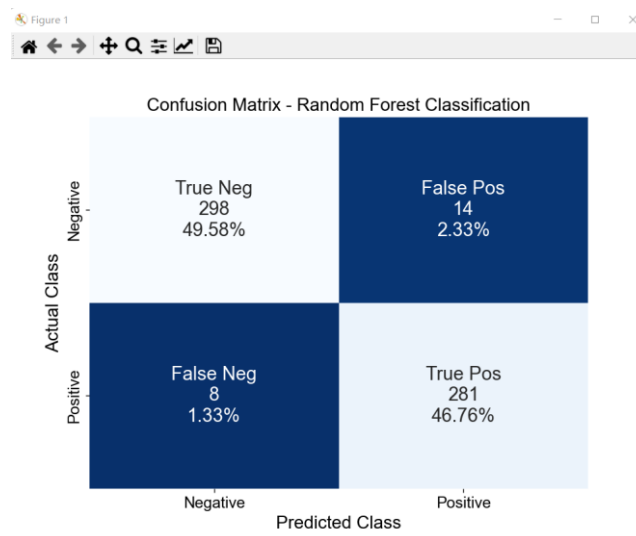 Figure 1
Confusion Matrix - Random Forest Classification
True Neg
298
49.58%
False Pos
14
2.33%
Negative
Actual Class
False Neg
8
1.33%
True Pos
281
46.76%
Positive
Negative
Positive
Predicted Class